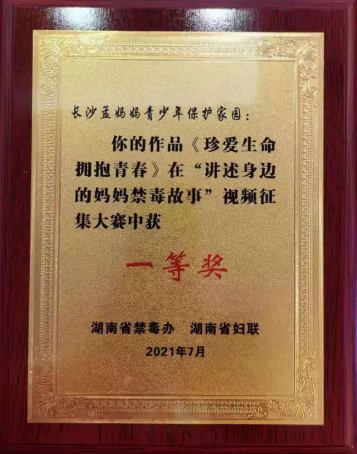 长沙孟妈妈青少年保护家园：
你的作品《珍爱生命
拥抱青春》在“讲述身边
的妈妈禁毒故事”视频征
集大赛中获
一等奖
湖南省禁毒办 湖南省妇联
2021年7月